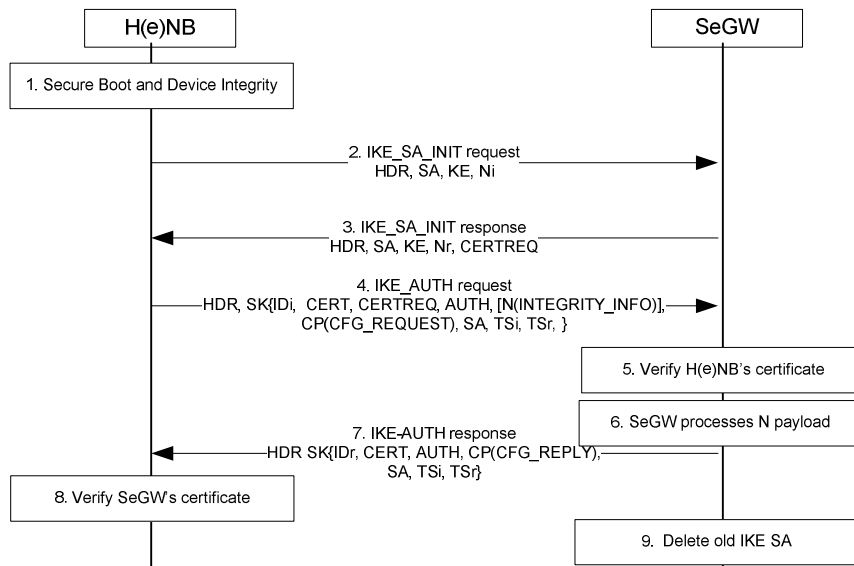 H(e)NB
SeGW
1. Secure Boot and Device Integrity
2. IKE_SA_INIT request
HDR, SA, KE, Ni
3. IKE_SA_INIT response
HDR, SA, KE, Nr, CERTREQ
4. IKE_AUTH request
HDR, SK{IDi, CERT, CERTREQ, AUTH, [N(INTEGRITY_INFO)],
CP(CFG_REQUEST), SA, TSi, TSr, }
5. Verify H(e)NB's certificate
6. SeGW processes N payload
7. IKE-AUTH response
HDR SK{IDr, CERT, AUTH, CP(CFG_REPLY),
SA, TSi, TSr}
8. Verify SeGW's certificate
9. Delete old IKE SA